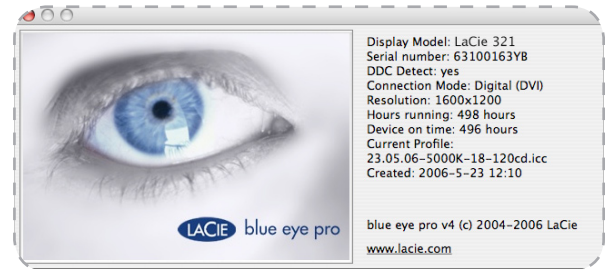 Display Model: LaCie 321
Serial number: 63100163YB
DDC Detect: yes
Connection Mode: Digital (DVI)
Resolution: 1600x1200
Hours running: 498 hours
Device on time: 496 hours
Current Profile:
23.05.06-5000K-18-120cd.icc
Created: 2006-5-23 12:10
LACIE blue eye pro
blue eye pro v4 (c) 2004-2006 LaCie
www.lacie.com